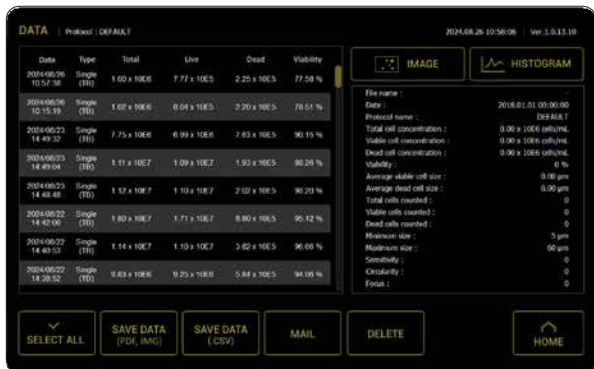 DATA | Protocol : DEFAULT 2024.08.26 10:58:06 | Ver.1.0.13.10
Date Type Total Live Dead Viability
2024/08/26 Single 1.00 x 10E6 7.77 x 10E5 2.25 x 10E5 77.58 %
10:57:38 (TB)
2024/08/26 Single 1.02 x 10E6 8.04 x 10E5 2.20 x 10E5 78.51 %
10:15:19 (TB)
2024/08/23 Single 7.75 x 10E6 6.99 x 10E6 7.63 x 10E5 90.15 %
14:49:32 (TB)
2024/08/23 Single 1.11 x 10E7 1.09 x 10E7 1.93 x 10E5 98.26 %
14:49:04 (TB)
2024/08/23 Single 1.12 x 10E7 1.10 x 10E7 2.02 x 10E5 98.20 %
14:48:48 (TB)
2024/08/22 Single 1.80 x 10E7 1.71 x 10E7 8.80 x 10E5 95.12 %
(TB)
2024/08/22 Single 1.14 x 10E7 1.10 x 10E7 3.82 x 10E5 96.66 %
14:40:53 (TB)
2024/08/22 Single 9.83 x 10E6 9.25 x 10E6 5.84 x 10E5 94.06 %
14:38:52 (TB)
IMAGE
HISTOGRAM
File name : -
Date : 2018.01.01 00:00:00
Protocol name : DEFAULT
Total cell concentration : 0.00 x 10E6 cells/mL
Viable cell concentration : 0.00 x 10E6 cells/mL
Dead cell concentration : 0.00 x 10E6 cells/mL
Viability : 0 %
Average viable cell size : 0.00 μm
Average dead cell size : 0.00 μm
Total cells counted : 0
Viable cells counted : 0
Dead cells counted : 0
Minimum size : 5 μm
Maximum size : 60 μm
Sensitivity : 0
Circularity : 0
Focus : 0
SELECT ALL
SAVE DATA
(PDF, IMG)
SAVE DATA
(.CSV)
MAIL
DELETE
HOME